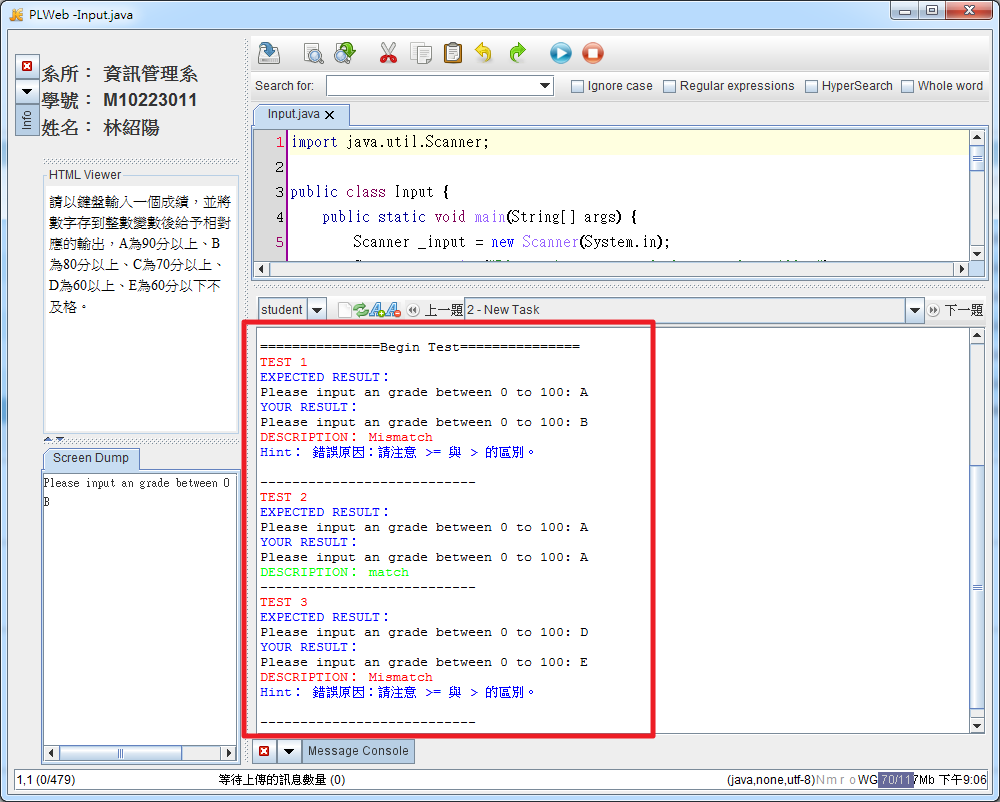 PLWeb -Input.java
系所： 資訊管理系
學號： M10223011
姓名： 林紹陽
Info
HTML Viewer
請以鍵盤輸入一個成績，並將
數字存到整數變數後給予相對
應的輸出，A為90分以上、B
為80分以上、C為70分以上、
D為60以上、E為60分以下不
及格。
Screen Dump
Please input an grade between 0
B
Search for:
Ignore case
Regular expressions
HyperSearch
Whole word
Input.java
1 import java.util.Scanner;
2
3 public class Input {
4 public static void main(String[] args) {
5 Scanner _input = new Scanner(System.in);
student
上一題
2 - New Task
下一題
===============Begin Test===============
TEST 1
EXPECTED RESULT：
Please input an grade between 0 to 100: A
YOUR RESULT：
Please input an grade between 0 to 100: B
DESCRIPTION： Mismatch
Hint： 錯誤原因：請注意 >= 與 > 的區別。
---------------------------
TEST 2
EXPECTED RESULT：
Please input an grade between 0 to 100: A
YOUR RESULT：
Please input an grade between 0 to 100: A
DESCRIPTION： match
---------------------------
TEST 3
EXPECTED RESULT：
Please input an grade between 0 to 100: D
YOUR RESULT：
Please input an grade between 0 to 100: E
DESCRIPTION： Mismatch
Hint： 錯誤原因：請注意 >= 與 > 的區別。
---------------------------
Message Console
1,1 (0/479)
等待上傳的訊息數量 (0)
(java,none,utf-8)Nmr oWG 70/117Mb 下午9:06